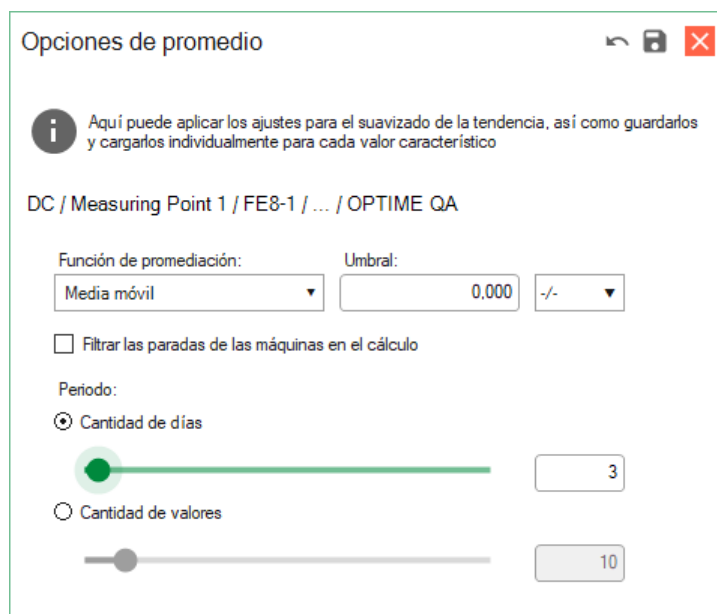 Opciones de promedio
Aquí puede aplicar los ajustes para el suavizado de la tendencia, así como guardarlos
y cargarlos individualmente para cada valor característico
DC / Measuring Point 1 / FE8-1 / ... / OPTIME QA
Función de promediación: Umbral:
Media móvil 0,000 -/-
Filtrar las paradas de las máquinas en el cálculo
Periodo:
Cantidad de días
3
Cantidad de valores
10